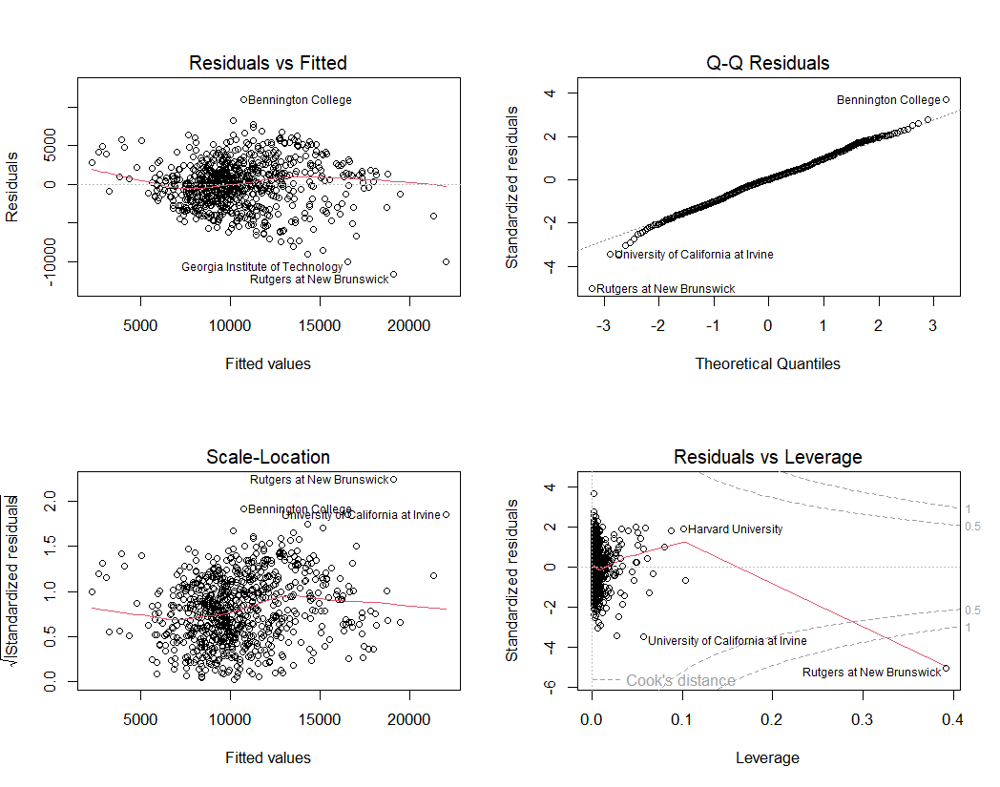 Residuals vs Fitted
Residuals
-10000 0 5000
Bennington College
Georgia Institute of Technology
Rutgers at New Brunswick
5000 10000 15000 20000
Fitted values
Q-Q Residuals
Standardized residuals
-4 -2 0 2 4
Bennington College
University of California at Irvine
Rutgers at New Brunswick
-3 -2 -1 0 1 2 3
Theoretical Quantiles
Scale-Location
√|Standardized residuals|
0.0 0.5 1.0 1.5 2.0
Rutgers at New Brunswick
Bennington College
University of California at Irvine
5000 10000 15000 20000
Fitted values
Residuals vs Leverage
Standardized residuals
-6 -4 -2 0 2 4
1
0.5
Harvard University
0.5
1
University of California at Irvine
Rutgers at New Brunswick
Cook's distance
0.0 0.1 0.2 0.3 0.4
Leverage